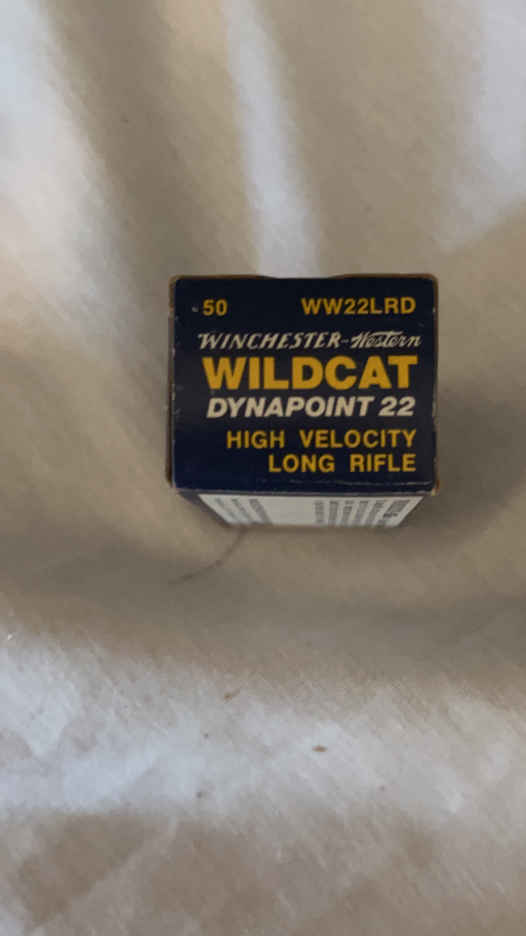 50 WW22LRD
WINCHESTER-Western
WILDCAT
DYNAPOINT 22
HIGH VELOCITY
LONG RIFLE